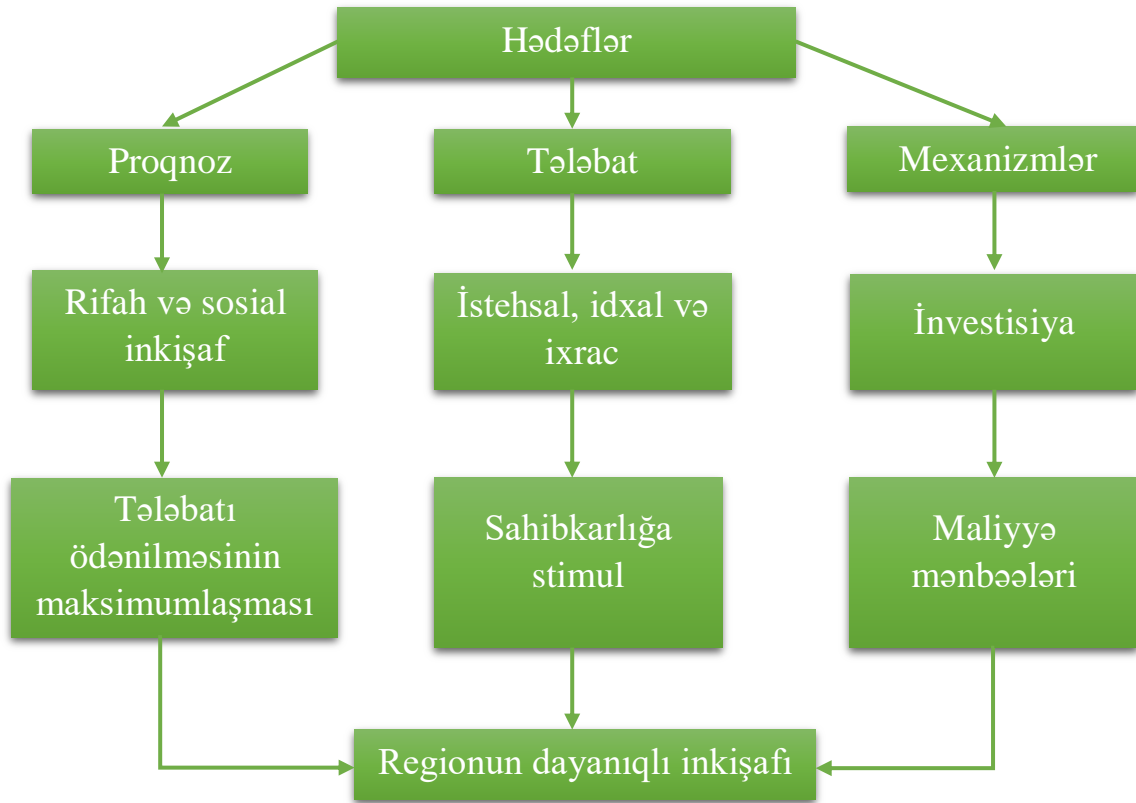 Hədəflər
Proqnoz
Tələbat
Mexanizmlər
Rifah və sosial
inkişaf
İstehsal, idxal və
ixrac
İnvestisiya
Tələbatı
ödənilməsinin
maksimumlaşması
Sahibkarlığa
stimul
Maliyyə
mənbəələri
Regionun dayanıqlı inkişafı